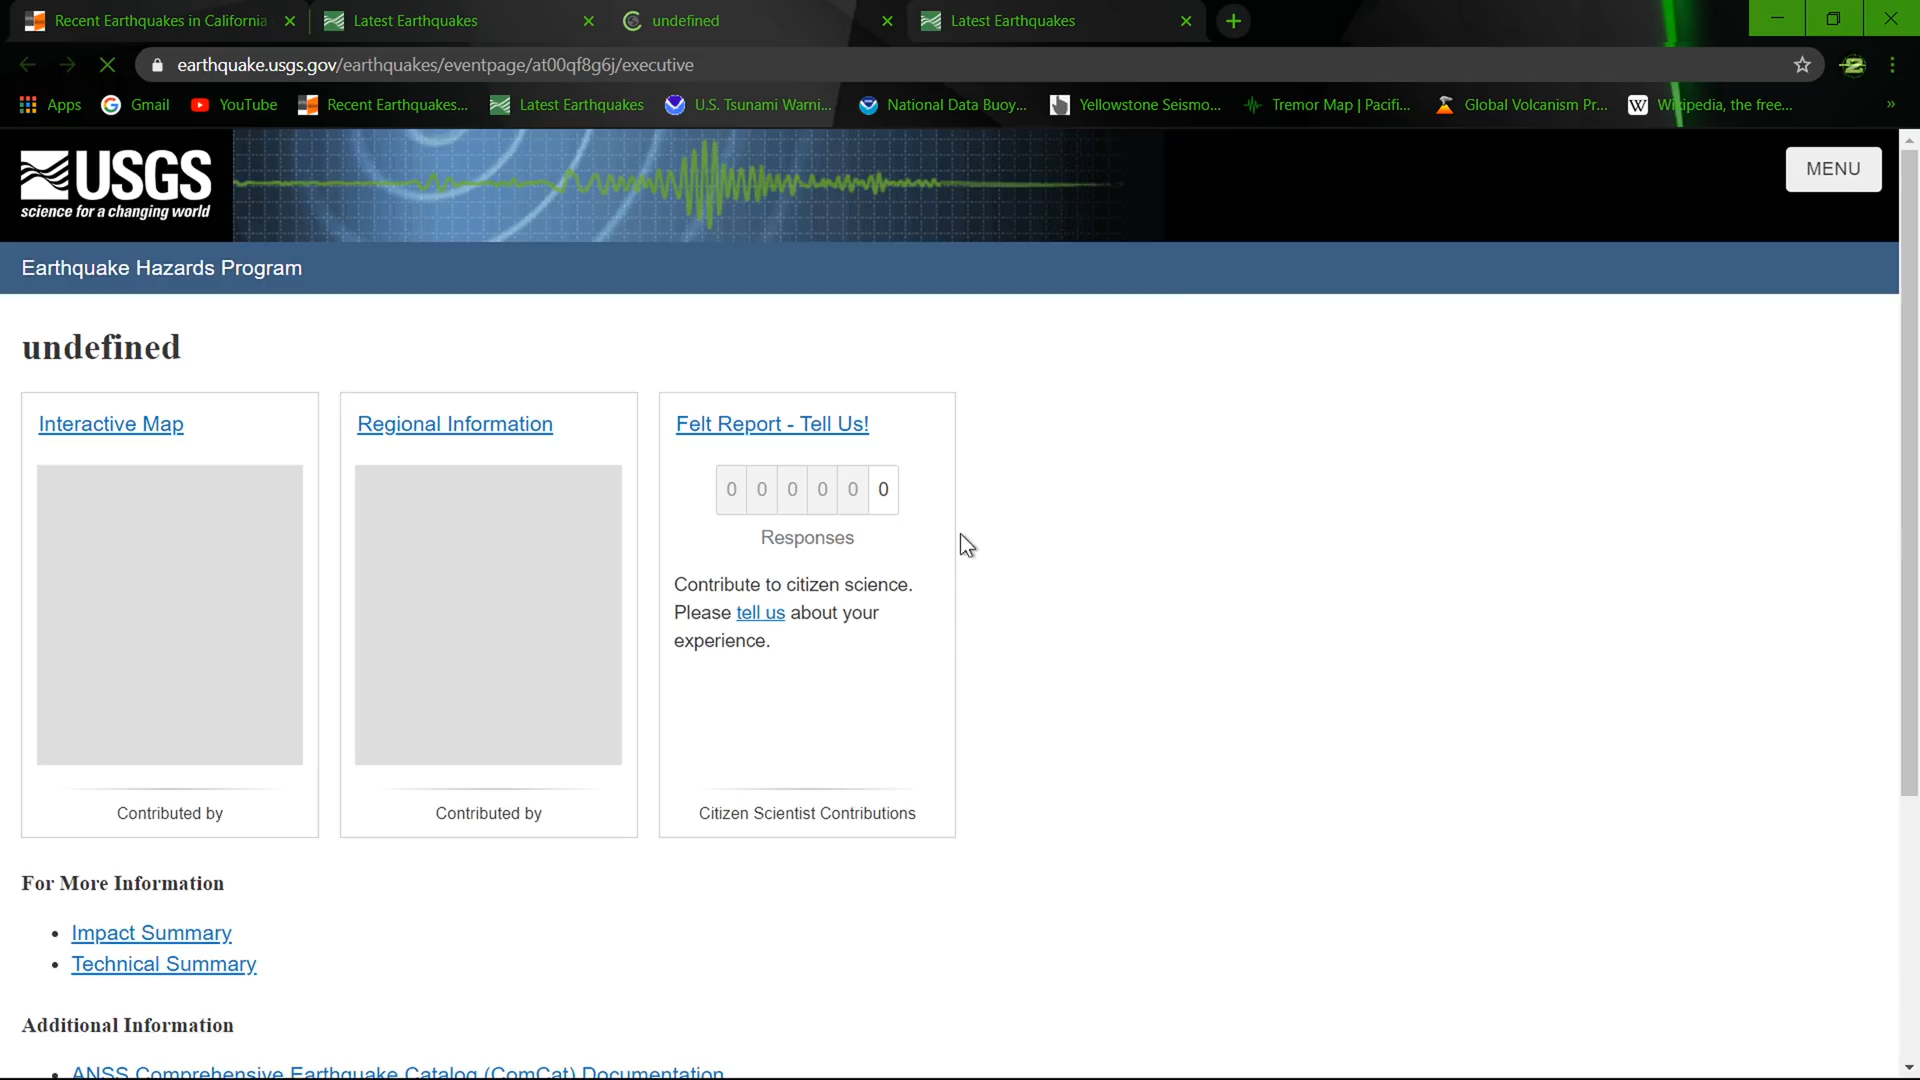 Recent Earthquakes in California
Latest Earthquakes
undefined
Latest Earthquakes
earthquake.usgs.gov/earthquakes/eventpage/at00qf8g6j/executive
Apps
Gmail
YouTube
Recent Earthquakes...
Latest Earthquakes
U.S. Tsunami Warni...
National Data Buoy...
Yellowstone Seismo...
Tremor Map | Pacifi...
Global Volcanism Pr...
W
Wikipedia, the free...
»
USGS
science for a changing world
MENU
Earthquake Hazards Program
undefined
Interactive Map
Contributed by
Regional Information
Contributed by
Felt Report - Tell Us!
0 0 0 0 0 0
Responses
Contribute to citizen science.
Please tell us about your
experience.
Citizen Scientist Contributions
For More Information
• Impact Summary
• Technical Summary
Additional Information
• ANSS Comprehensive Earthquake Catalog (ComCat) Documentation